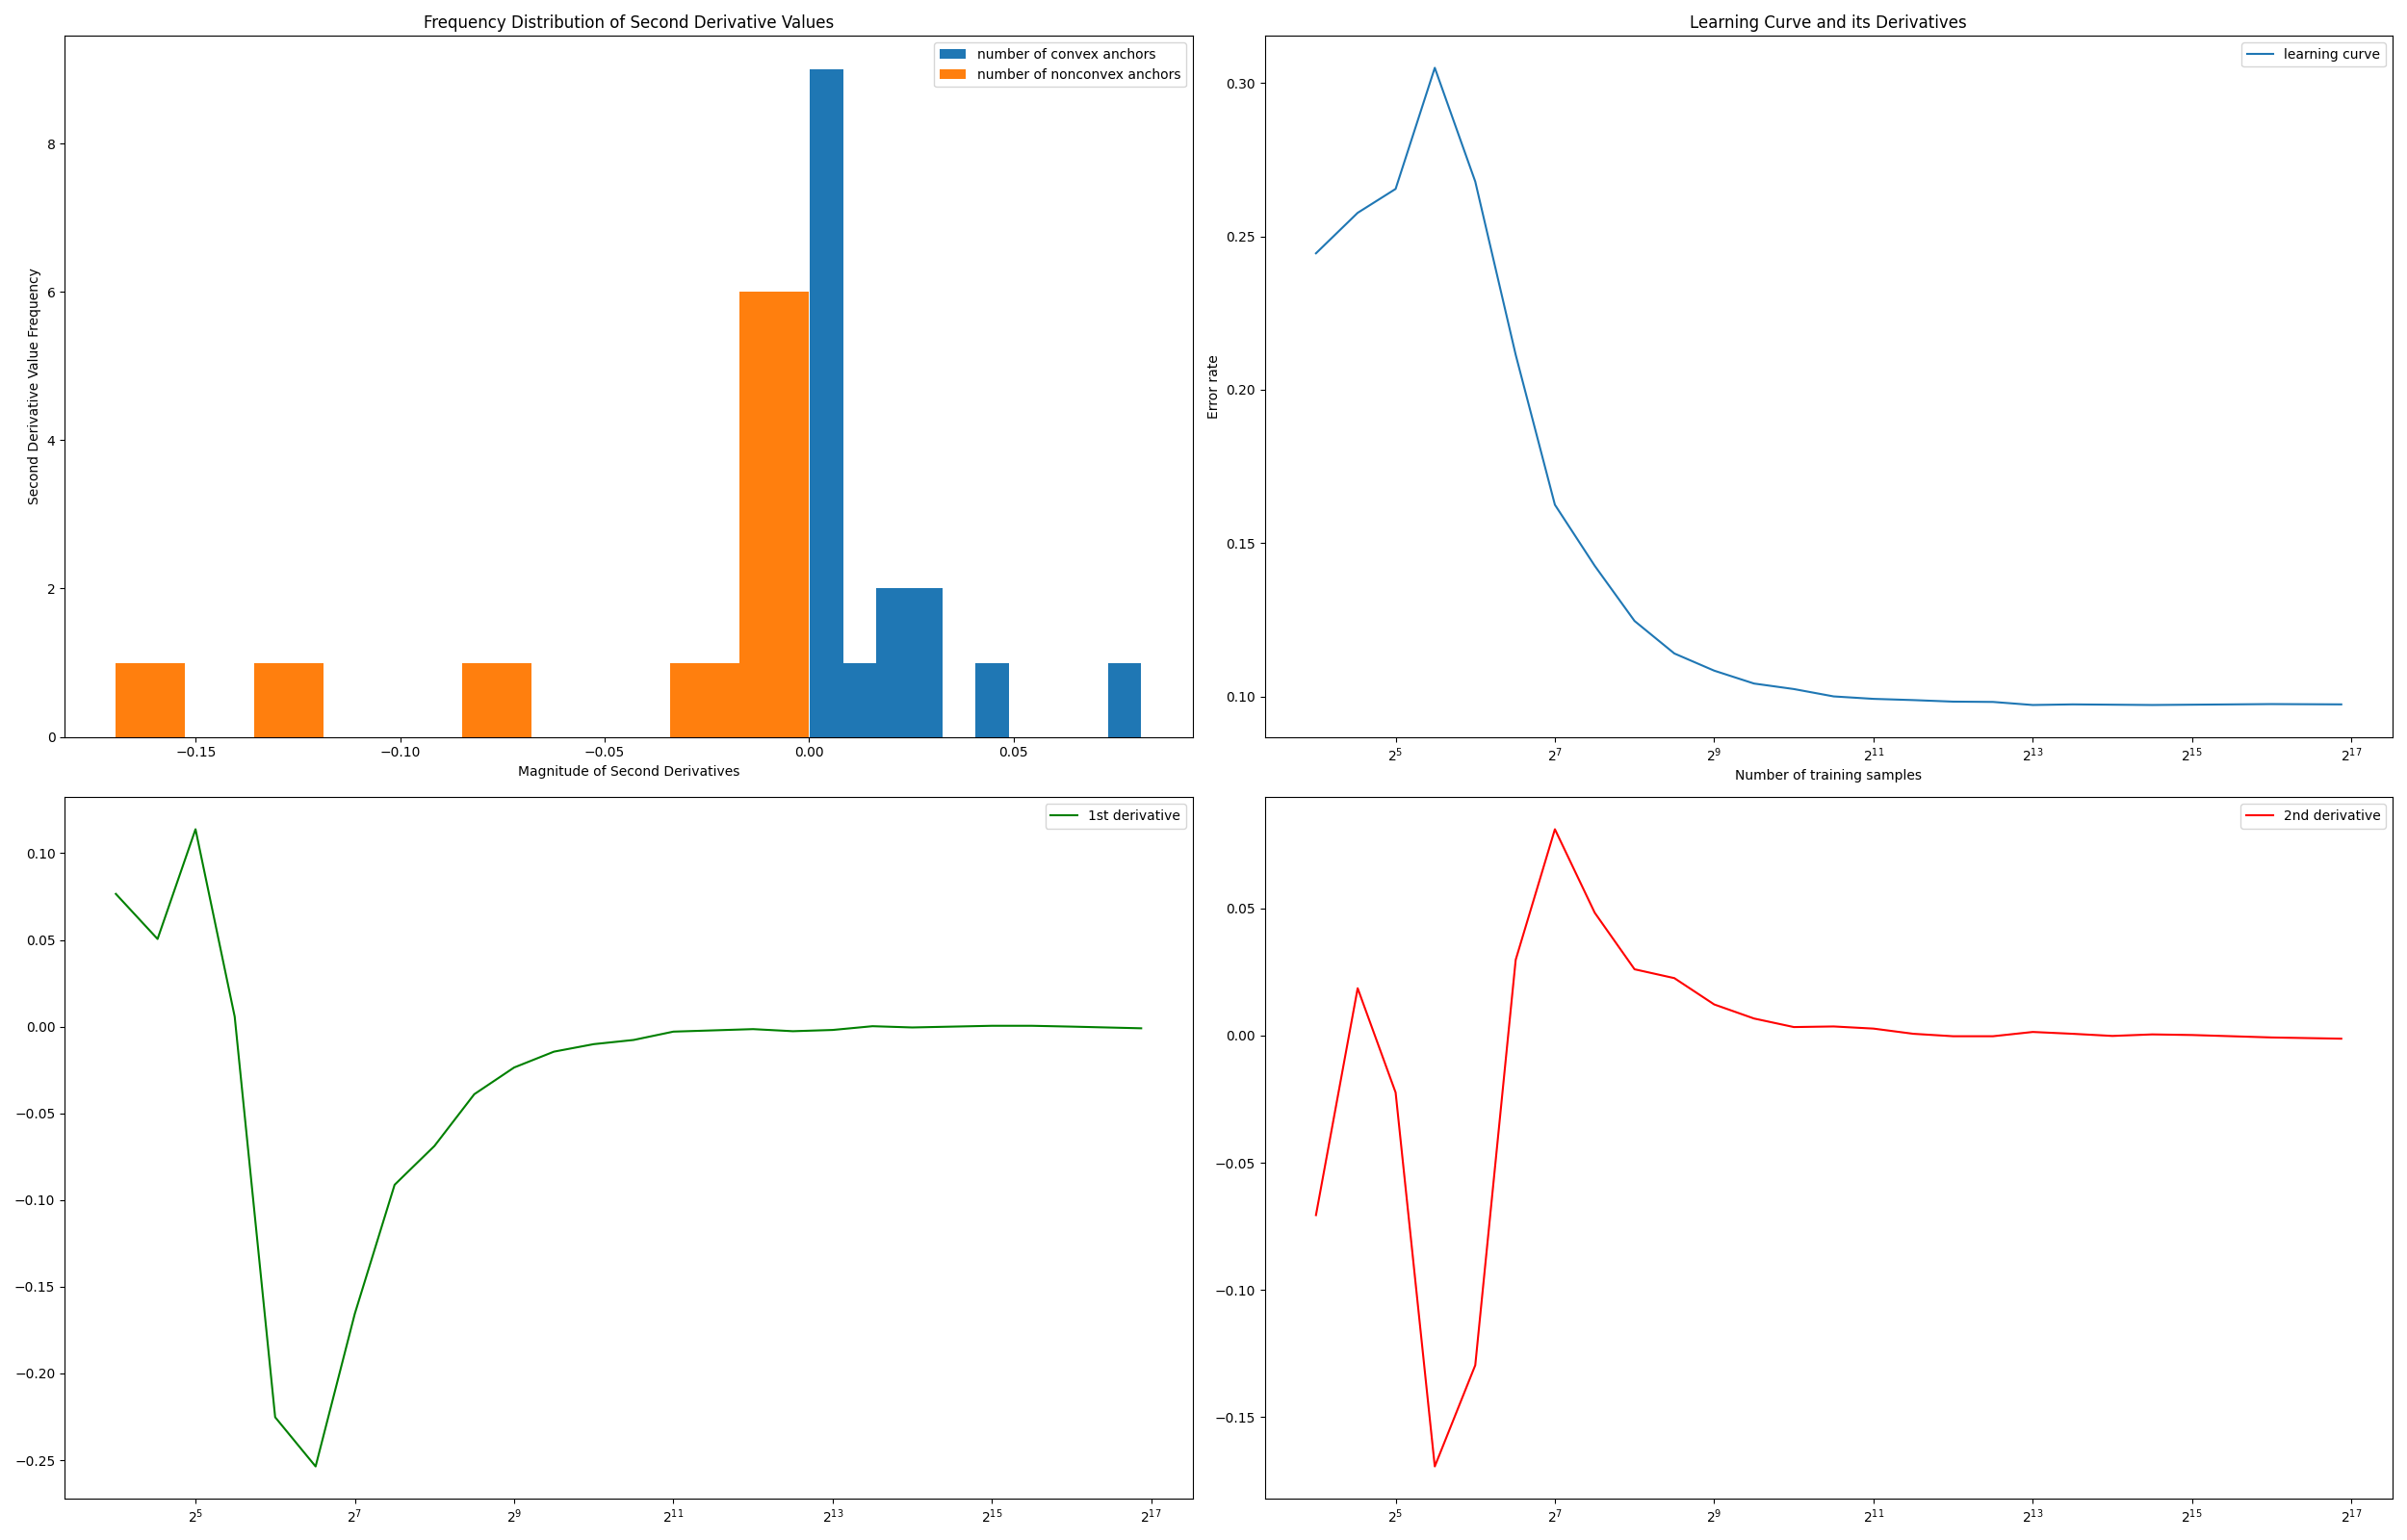 Frequency Distribution of Second Derivative Values
number of convex anchors
number of nonconvex anchors
Second Derivative Value Frequency
8
6
4
2
0
−0.15 −0.10 −0.05 0.00 0.05
Magnitude of Second Derivatives
Learning Curve and its Derivatives
learning curve
Error rate
0.30
0.25
0.20
0.15
0.10
2^5 2^7 2^9 2^11 2^13 2^15 2^17
Number of training samples
1st derivative
0.10
0.05
0.00
−0.05
−0.10
−0.15
−0.20
−0.25
2^5 2^7 2^9 2^11 2^13 2^15 2^17
2nd derivative
0.05
0.00
−0.05
−0.10
−0.15
2^5 2^7 2^9 2^11 2^13 2^15 2^17